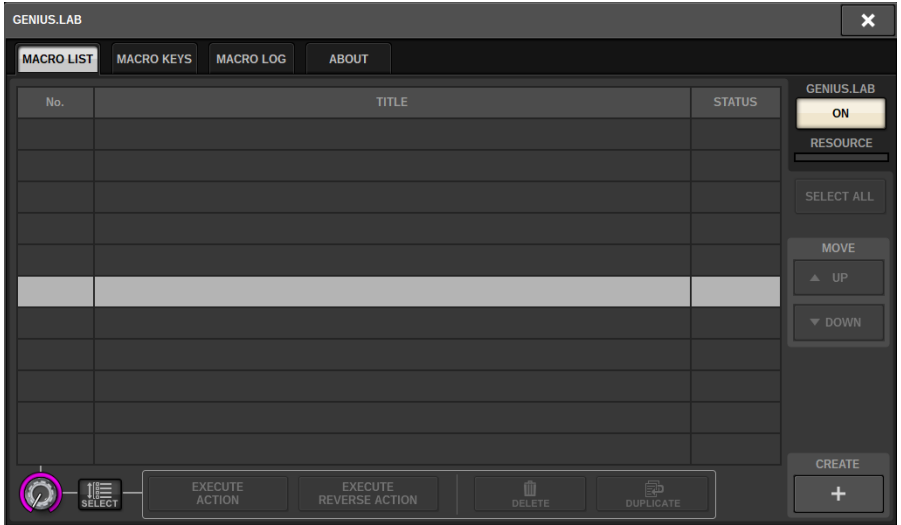 GENIUS.LAB
MACRO LIST
MACRO KEYS
MACRO LOG
ABOUT
No.
TITLE
STATUS
GENIUS.LAB
ON
RESOURCE
SELECT ALL
MOVE
UP
DOWN
CREATE
+
SELECT
EXECUTE
ACTION
EXECUTE
REVERSE ACTION
DELETE
DUPLICATE